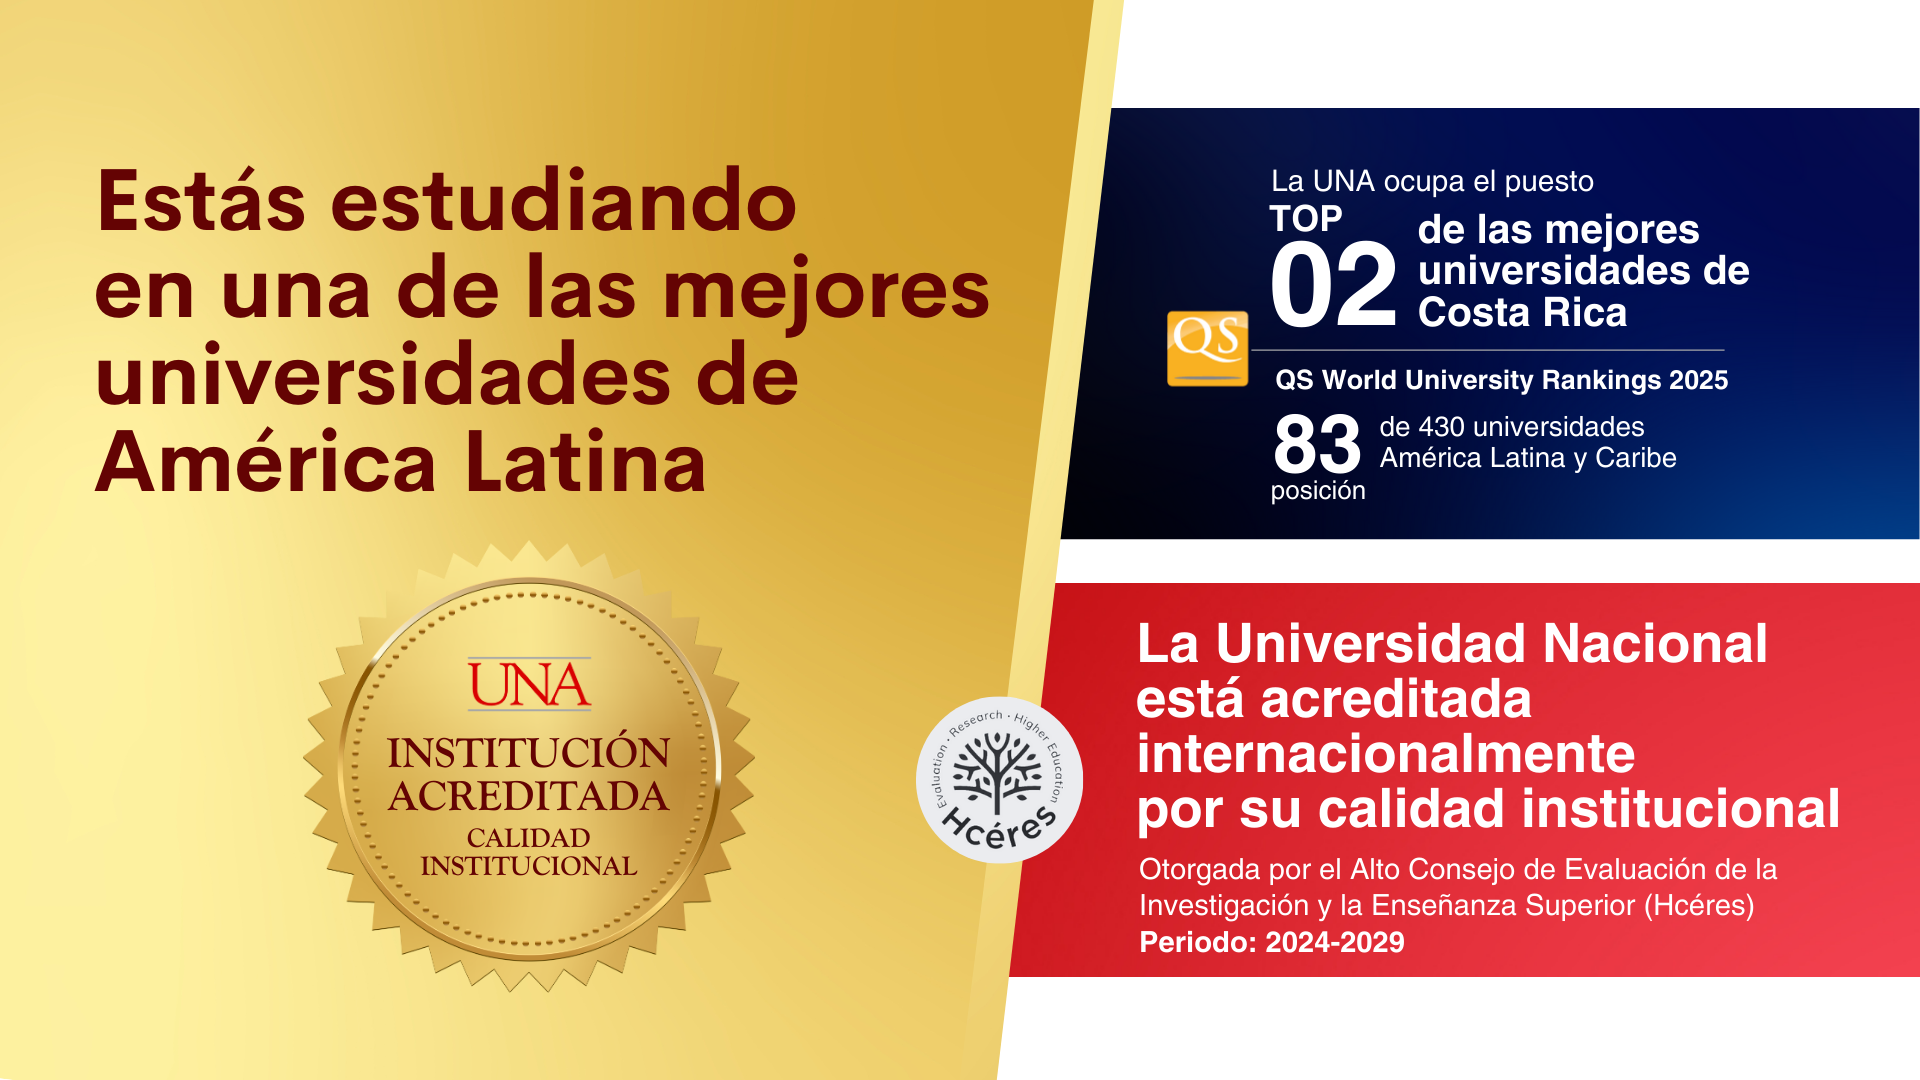 Estás estudiando
en una de las mejores
universidades de
América Latina
UNA
INSTITUCIÓN
ACREDITADA
CALIDAD
INSTITUCIONAL
La UNA ocupa el puesto
TOP
02
de las mejores
universidades de
Costa Rica
QS
QS World University Rankings 2025
83
de 430 universidades
América Latina y Caribe
posición
Evaluation · Research · Higher Education
Hcéres
La Universidad Nacional
está acreditada
internacionalmente
por su calidad institucional
Otorgada por el Alto Consejo de Evaluación de la
Investigación y la Enseñanza Superior (Hcéres)
Periodo: 2024-2029